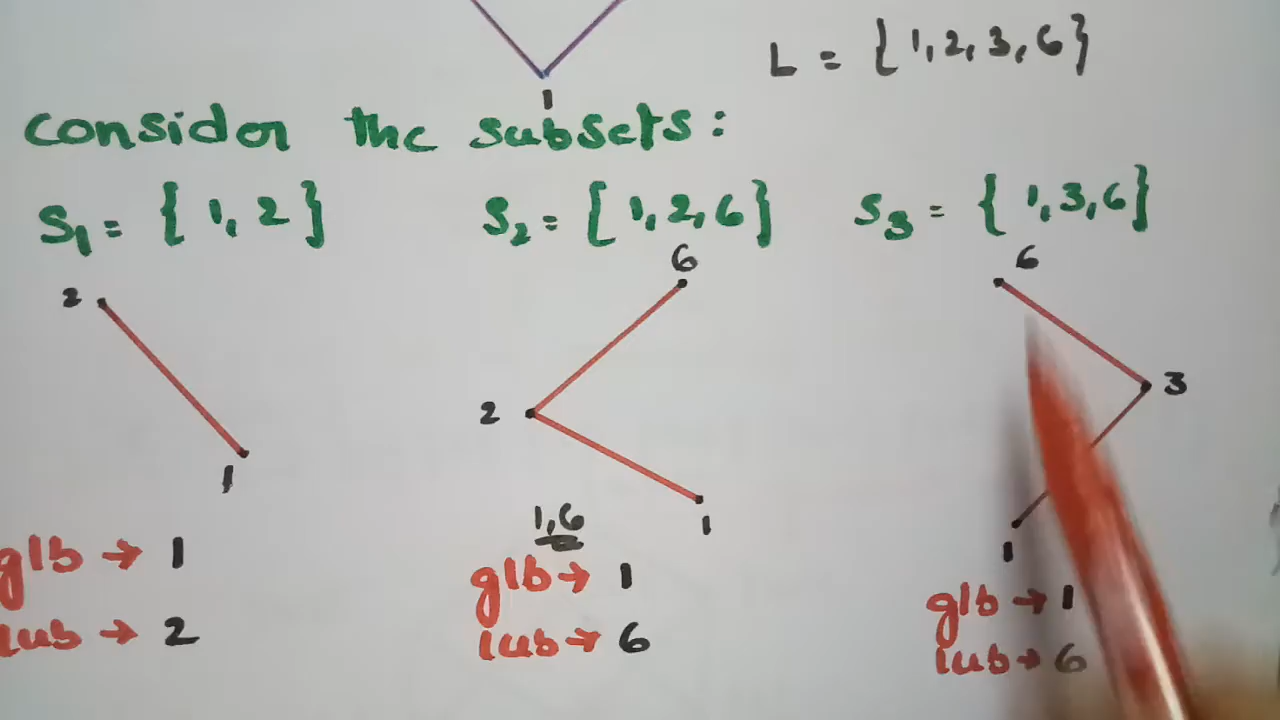 L = {1, 2, 3, 6}
1
consider the subsets:
S1 = {1, 2}
S2 = {1, 2, 6}
S3 = {1, 3, 6}
2
1
glb → 1
lub → 2
6
2
1
1, 6
glb → 1
lub → 6
6
3
1
glb → 1
lub → 6